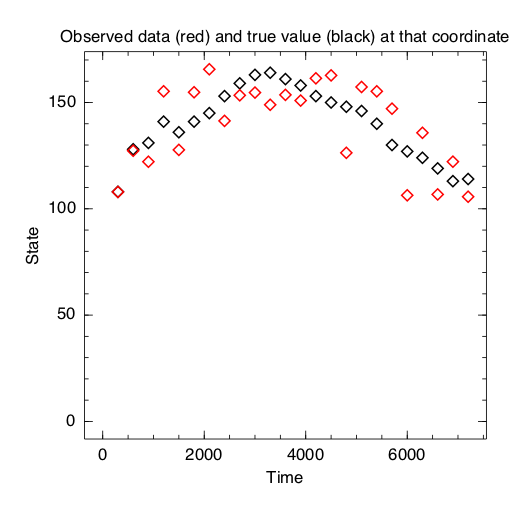 Observed data (red) and true value (black) at that coordinate
150
100
50
0
State
0 2000 4000 6000
Time